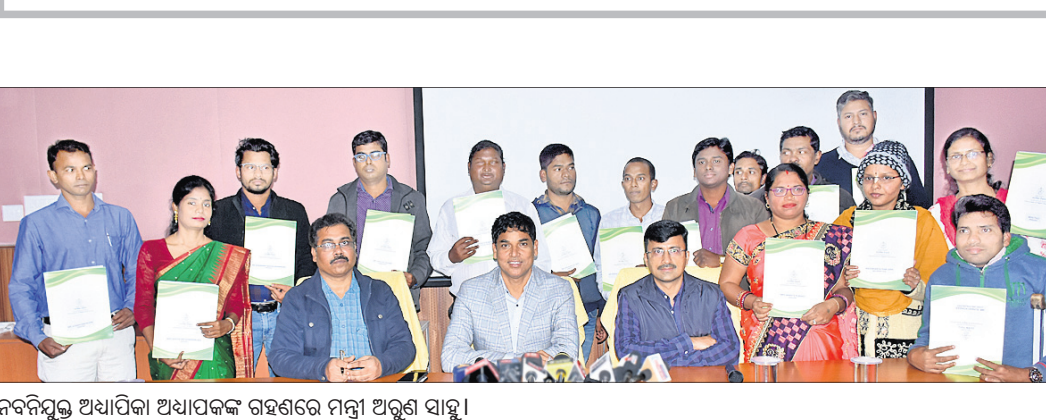 ନବନିଯୁକ୍ତ ଅଧ୍ୟାପିକା ଅଧ୍ୟାପକଙ୍କ ଗହଣରେ ମନ୍ତ୍ରୀ ଅରୁଣ ସାହୁ।